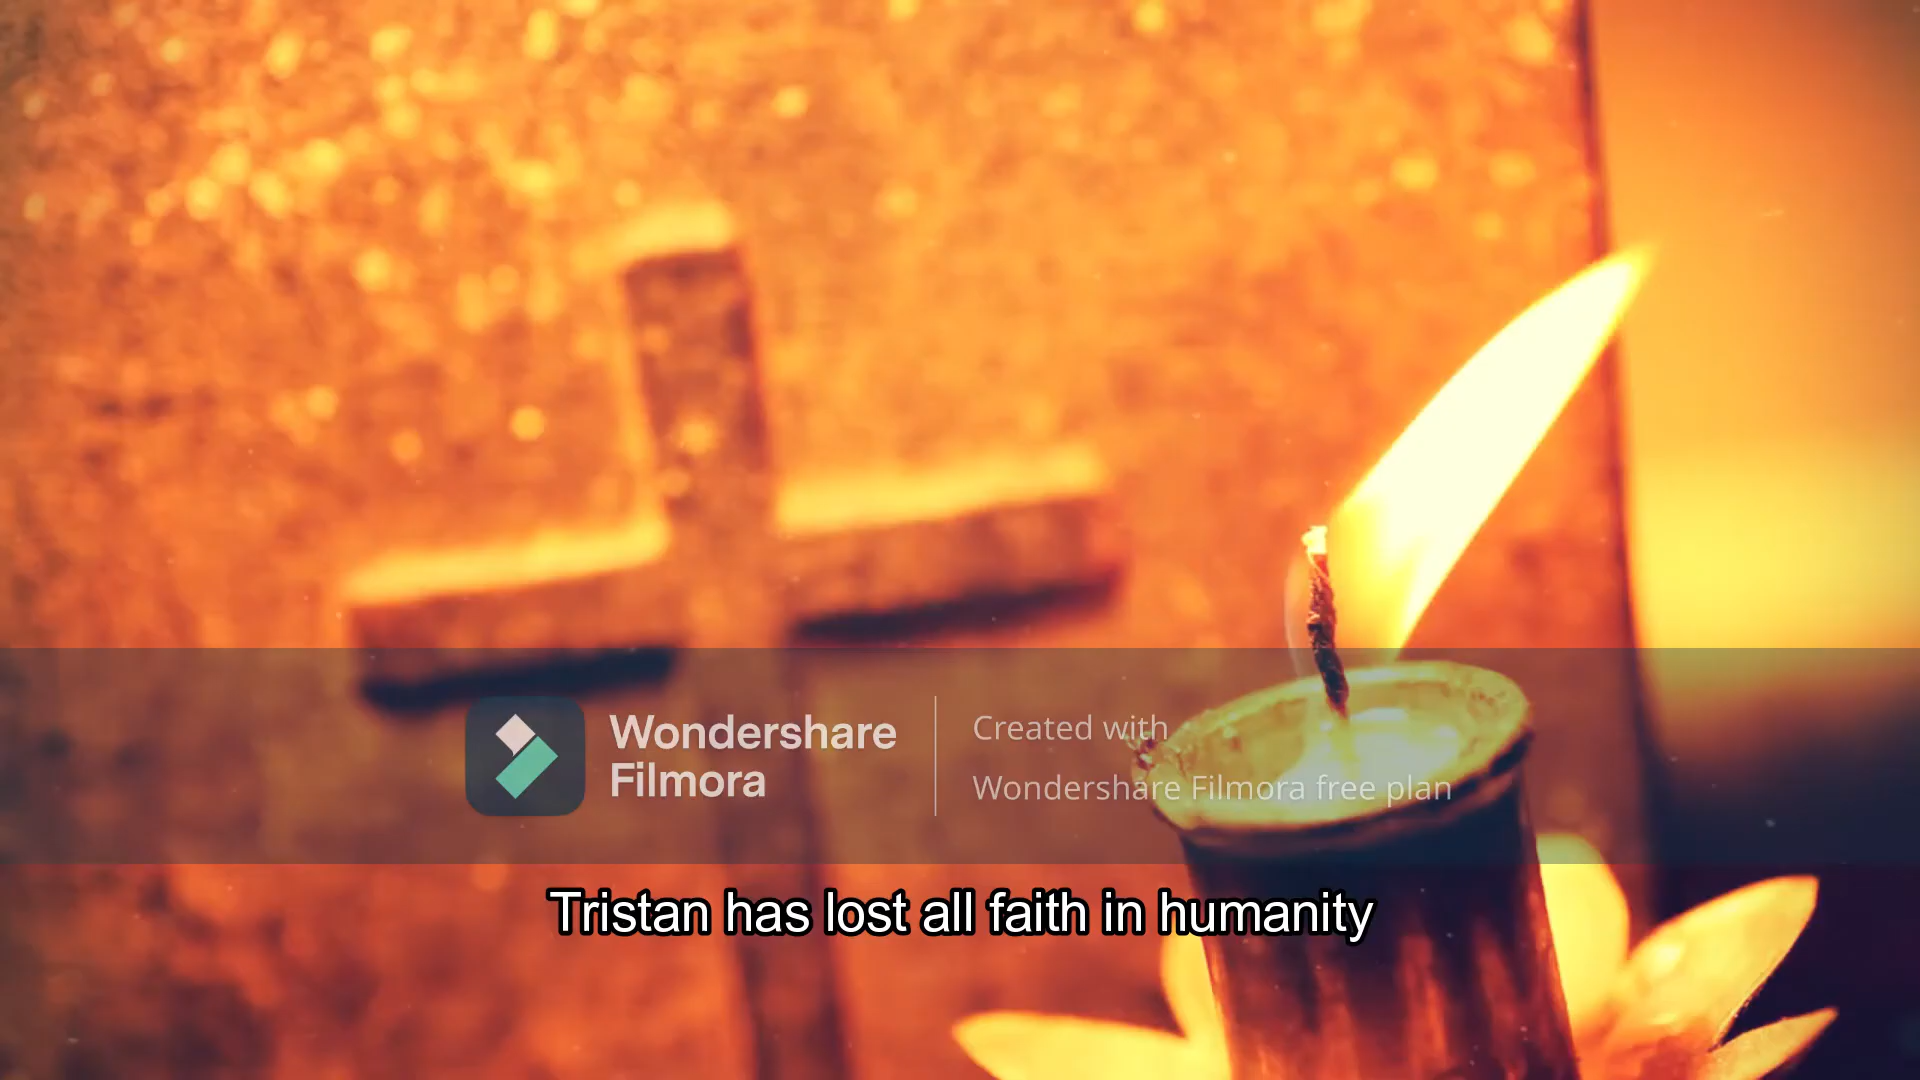 Wondershare
Filmora
Created with
Wondershare Filmora free plan
Tristan has lost all faith in humanity